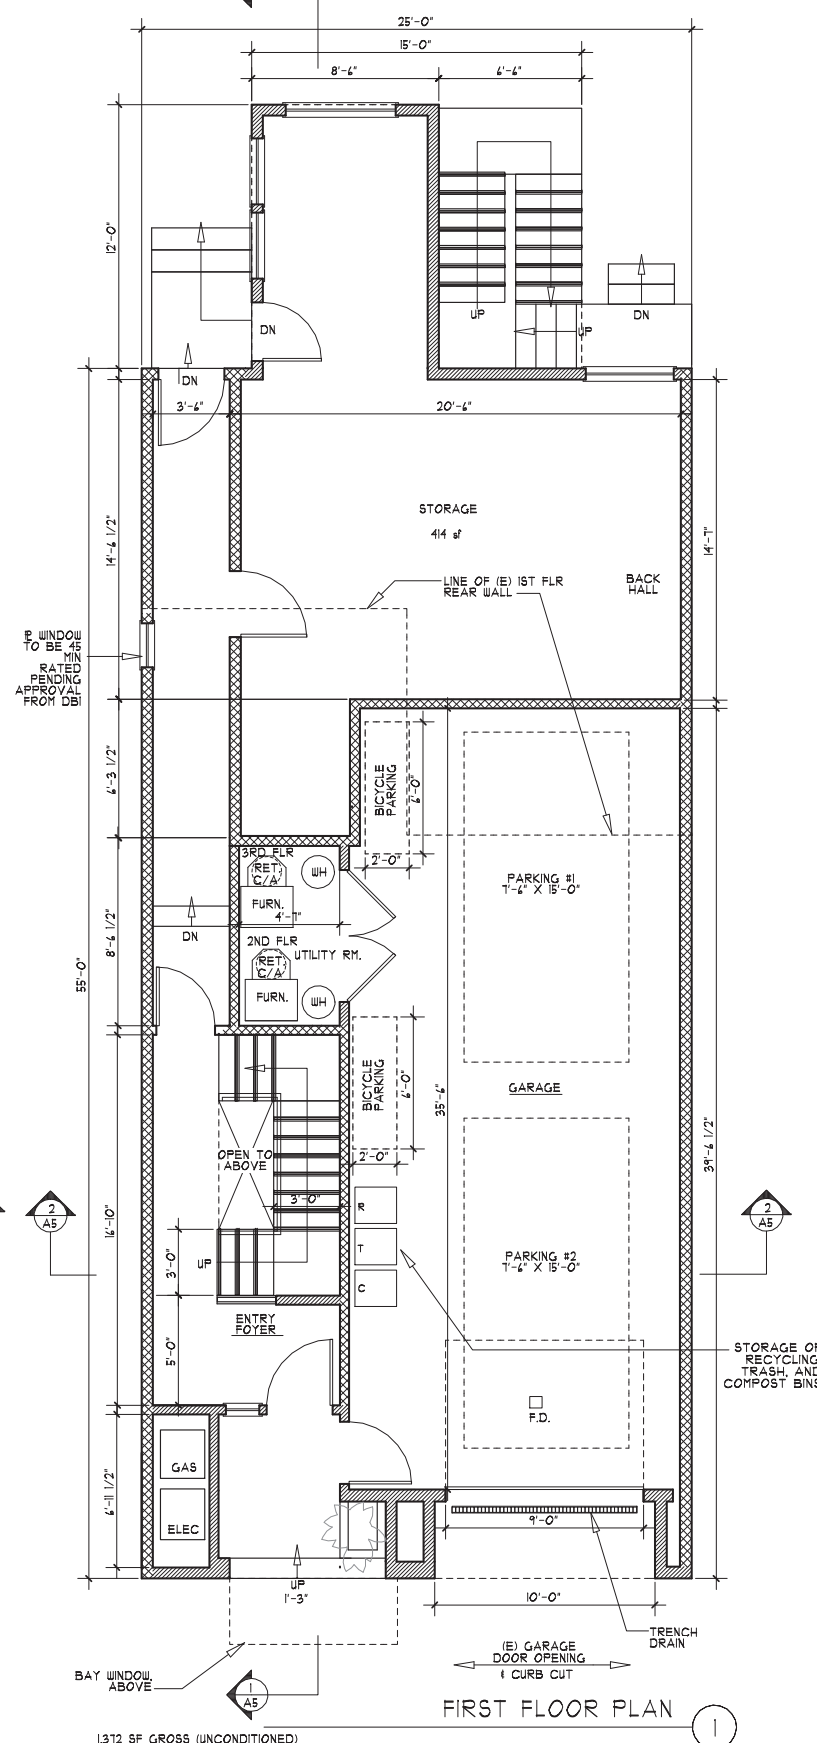 25'-0"
15'-0"
8'-6"
6'-6"
12'-0"
UP
UP
DN
DN
DN
3'-6"
20'-6"
STORAGE
414 sf
14'-6 1/2"
14'-7"
LINE OF (E) 1ST FLR
REAR WALL
BACK
HALL
WINDOW
TO BE 45
MIN
RATED
PENDING
APPROVAL
FROM DBI
6'-3 1/2"
BICYCLE
PARKING
6'-0"
2'-0"
3RD FLR
RET.
C/A
WH
FURN.
4'-7"
PARKING #1
7'-6" X 15'-0"
DN
8'-6 1/2"
2ND FLR
UTILITY RM.
RET.
C/A
FURN.
WH
55'-0"
BICYCLE
PARKING
6'-0"
2'-0"
35'-6"
GARAGE
39'-6 1/2"
OPEN TO
ABOVE
3'-0"
16'-10"
2
A5
2
A5
R
T
C
UP
3'-0"
PARKING #2
7'-6" X 15'-0"
ENTRY
FOYER
5'-0"
STORAGE OF
RECYCLING,
TRASH, AND
COMPOST BINS
F.D.
GAS
ELEC
6'-11 1/2"
9'-0"
UP
1'-3"
10'-0"
TRENCH
DRAIN
(E) GARAGE
DOOR OPENING
& CURB CUT
BAY WINDOW,
ABOVE
1
A5
FIRST FLOOR PLAN
1
1,372 SF GROSS (UNCONDITIONED)